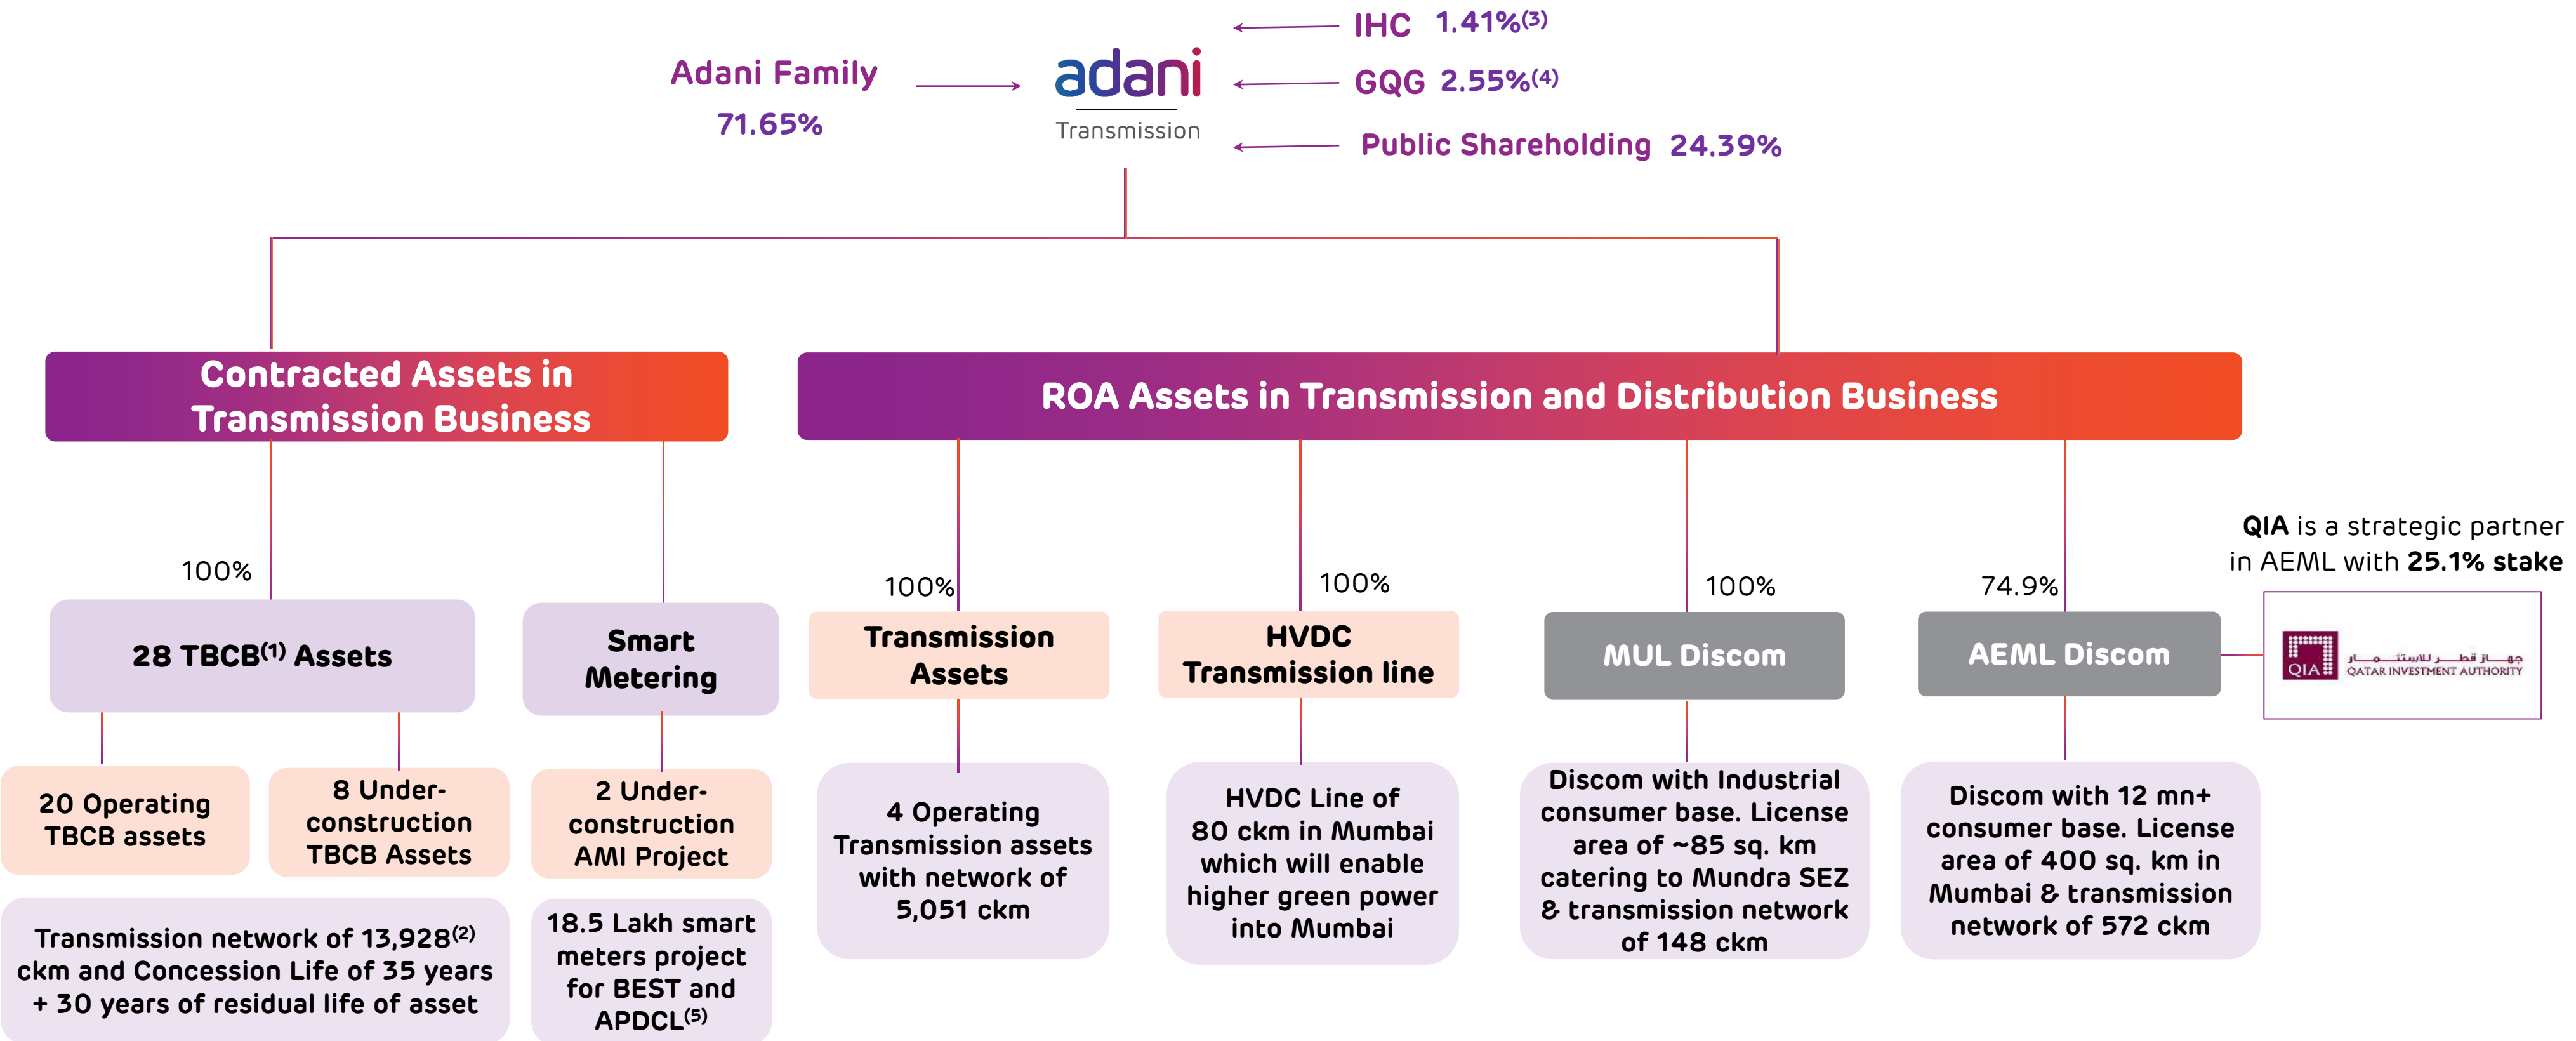 IHC 1.41%(3)
Adani Family
71.65%
adani
Transmission
GQG 2.55%(4)
Public Shareholding 24.39%
Contracted Assets in
Transmission Business
ROA Assets in Transmission and Distribution Business
100%
28 TBCB(1) Assets
Smart
Metering
100%
Transmission
Assets
100%
HVDC
Transmission line
100%
MUL Discom
74.9%
AEML Discom
QIA is a strategic partner
in AEML with 25.1% stake
QIA
جهاز قطر للاستثمار
QATAR INVESTMENT AUTHORITY
20 Operating
TBCB assets
8 Under-
construction
TBCB Assets
2 Under-
construction
AMI Project
Transmission network of 13,928(2)
ckm and Concession Life of 35 years
+ 30 years of residual life of asset
18.5 Lakh smart
meters project
for BEST and
APDCL(5)
4 Operating
Transmission assets
with network of
5,051 ckm
HVDC Line of
80 ckm in Mumbai
which will enable
higher green power
into Mumbai
Discom with Industrial
consumer base. License
area of ~85 sq. km
catering to Mundra SEZ
& transmission network
of 148 ckm
Discom with 12 mn+
consumer base. License
area of 400 sq. km in
Mumbai & transmission
network of 572 ckm